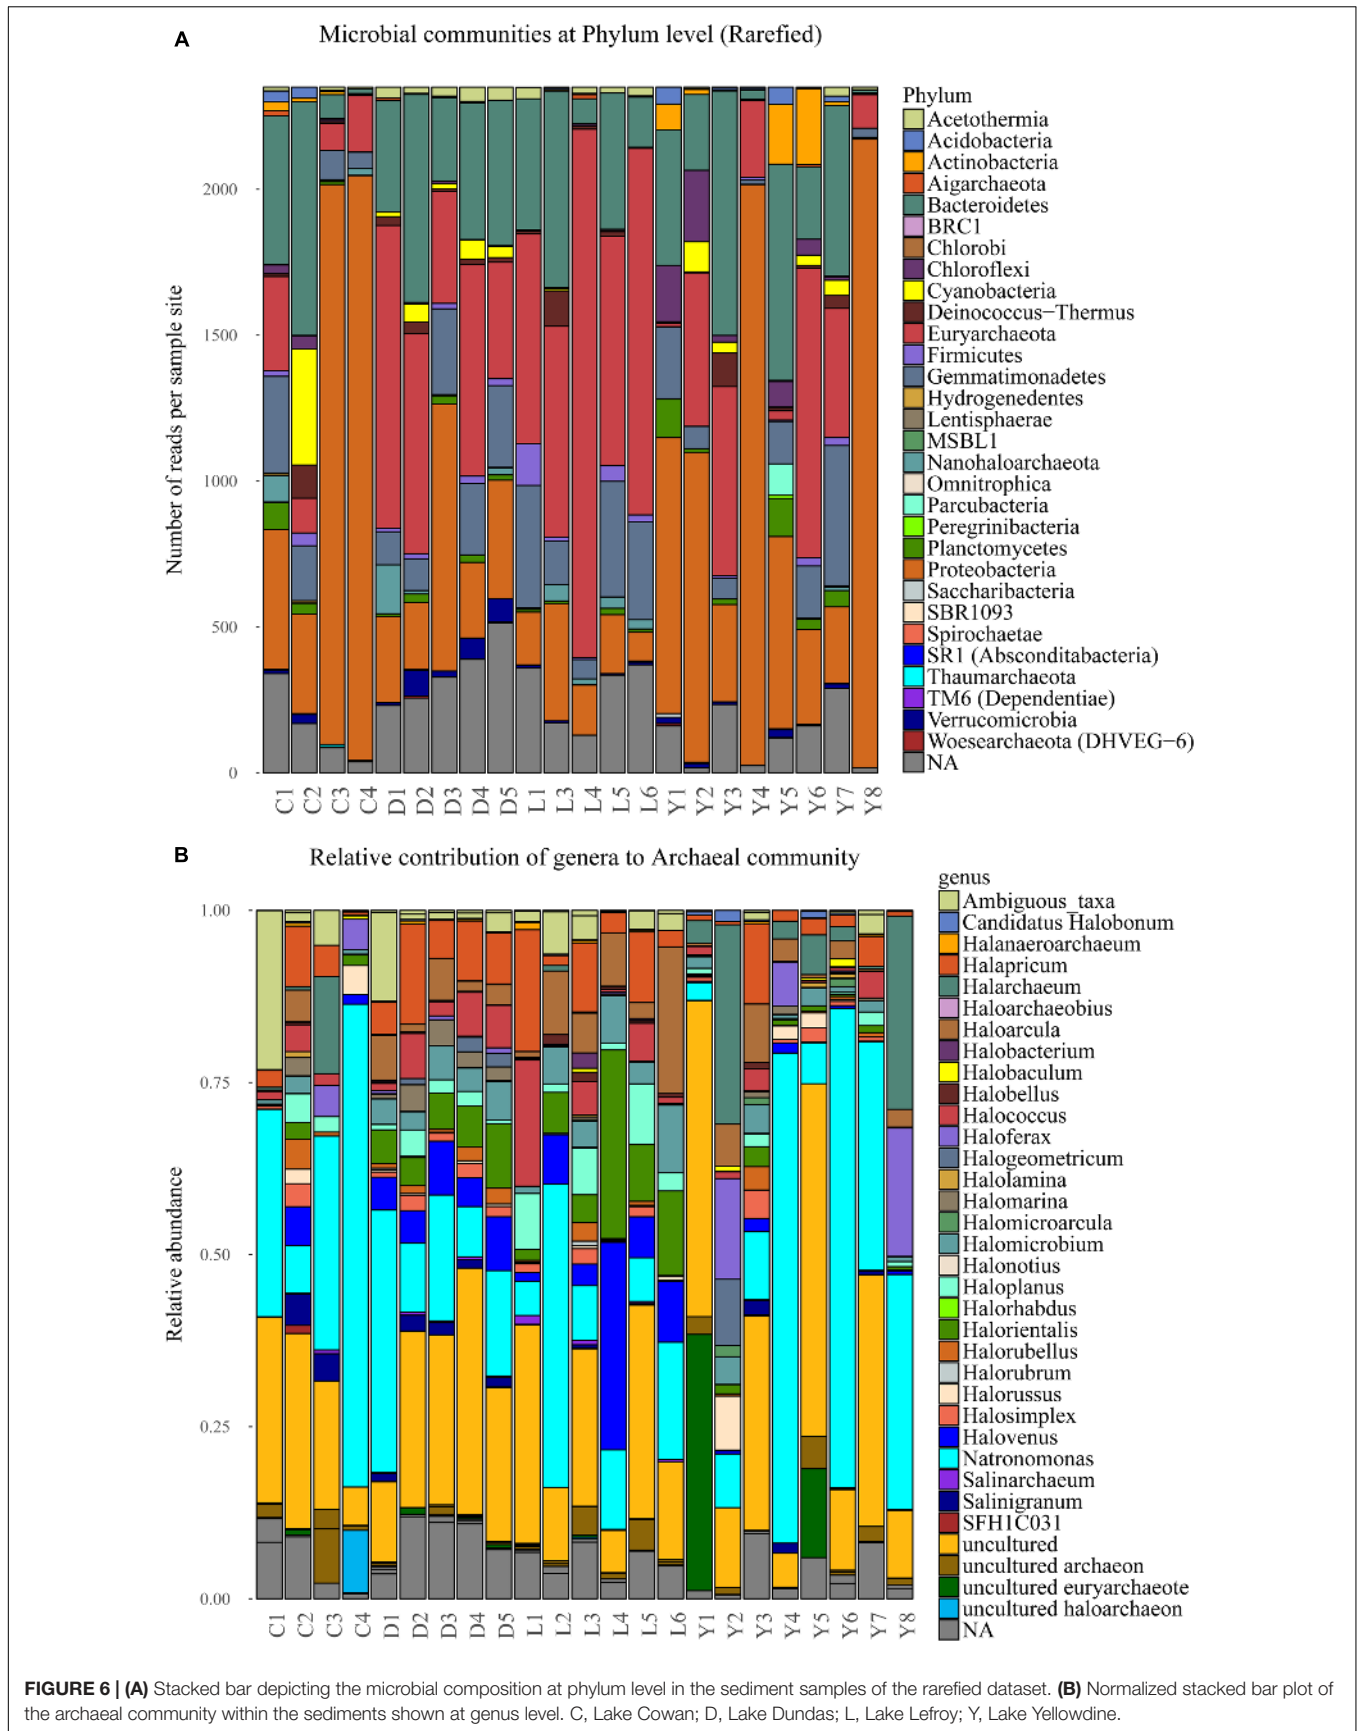 A
Microbial communities at Phylum level (Rarefied)
Number of reads per sample site
2000
1500
1000
500
0
C1 C2 C3 C4 D1 D2 D3 D4 D5 L1 L3 L4 L5 L6 Y1 Y2 Y3 Y4 Y5 Y6 Y7 Y8
Phylum
Acetothermia
Acidobacteria
Actinobacteria
Aigarchaeota
Bacteroidetes
BRC1
Chlorobi
Chloroflexi
Cyanobacteria
Deinococcus−Thermus
Euryarchaeota
Firmicutes
Gemmatimonadetes
Hydrogenedentes
Lentisphaerae
MSBL1
Nanohaloarchaeota
Omnitrophica
Parcubacteria
Peregrinibacteria
Planctomycetes
Proteobacteria
Saccharibacteria
SBR1093
Spirochaetae
SR1 (Absconditabacteria)
Thaumarchaeota
TM6 (Dependentiae)
Verrucomicrobia
Woesearchaeota (DHVEG−6)
NA
B
Relative contribution of genera to Archaeal community
Relative abundance
1.00
0.75
0.50
0.25
0.00
C1 C2 C3 C4 D1 D2 D3 D4 D5 L1 L2 L3 L4 L5 L6 Y1 Y2 Y3 Y4 Y5 Y6 Y7 Y8
genus
Ambiguous_taxa
Candidatus Halobonum
Halanaeroarchaeum
Halapricum
Halarchaeum
Haloarchaeobius
Haloarcula
Halobacterium
Halobaculum
Halobellus
Halococcus
Haloferax
Halogeometricum
Halolamina
Halomarina
Halomicroarcula
Halomicrobium
Halonotius
Haloplanus
Halorhabdus
Halorientalis
Halorubellus
Halorubrum
Halorussus
Halosimplex
Halovenus
Natronomonas
Salinarchaeum
Salinigranum
SFH1C031
uncultured
uncultured archaeon
uncultured euryarchaeote
uncultured haloarchaeon
NA
FIGURE 6 | (A) Stacked bar depicting the microbial composition at phylum level in the sediment samples of the rarefied dataset. (B) Normalized stacked bar plot of
the archaeal community within the sediments shown at genus level. C, Lake Cowan; D, Lake Dundas; L, Lake Lefroy; Y, Lake Yellowdine.